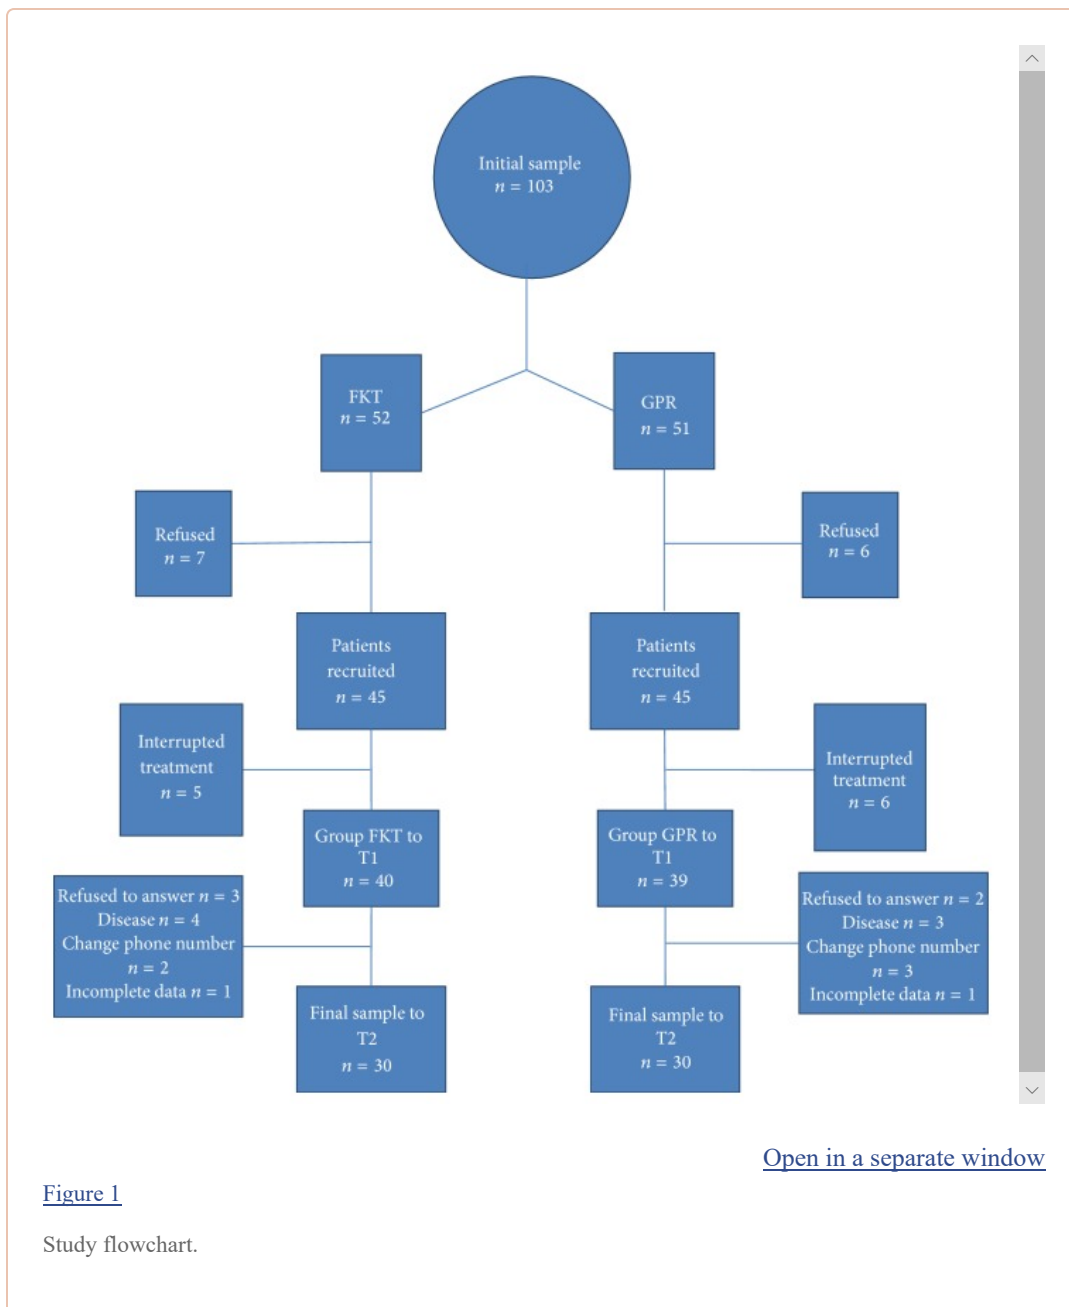 Initial sample
n = 103
FKT
n = 52
GPR
n = 51
Refused
n = 7
Refused
n = 6
Patients
recruited
n = 45
Patients
recruited
n = 45
Interrupted
treatment
n = 5
Interrupted
treatment
n = 6
Group FKT to
T1
n = 40
Group GPR to
T1
n = 39
Refused to answer n = 3
Disease n = 4
Change phone number
n = 2
Incomplete data n = 1
Refused to answer n = 2
Disease n = 3
Change phone number
n = 3
Incomplete data n = 1
Final sample to
T2
n = 30
Final sample to
T2
n = 30
Open in a separate window
Figure 1
Study flowchart.